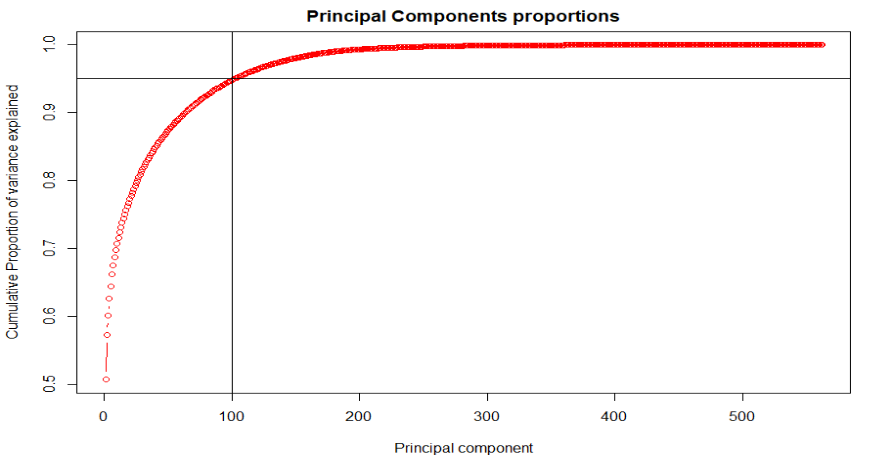 Principal Components proportions
Cumulative Proportion of variance explained
1.0
0.9
0.8
0.7
0.6
0.5
0 100 200 300 400 500
Principal component